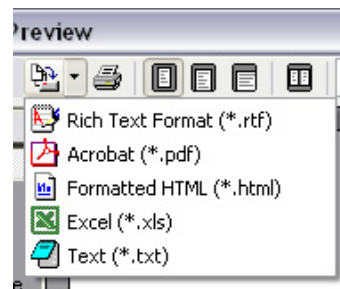 Preview
Rich Text Format (*.rtf)
Acrobat (*.pdf)
Formatted HTML (*.html)
Excel (*.xls)
Text (*.txt)